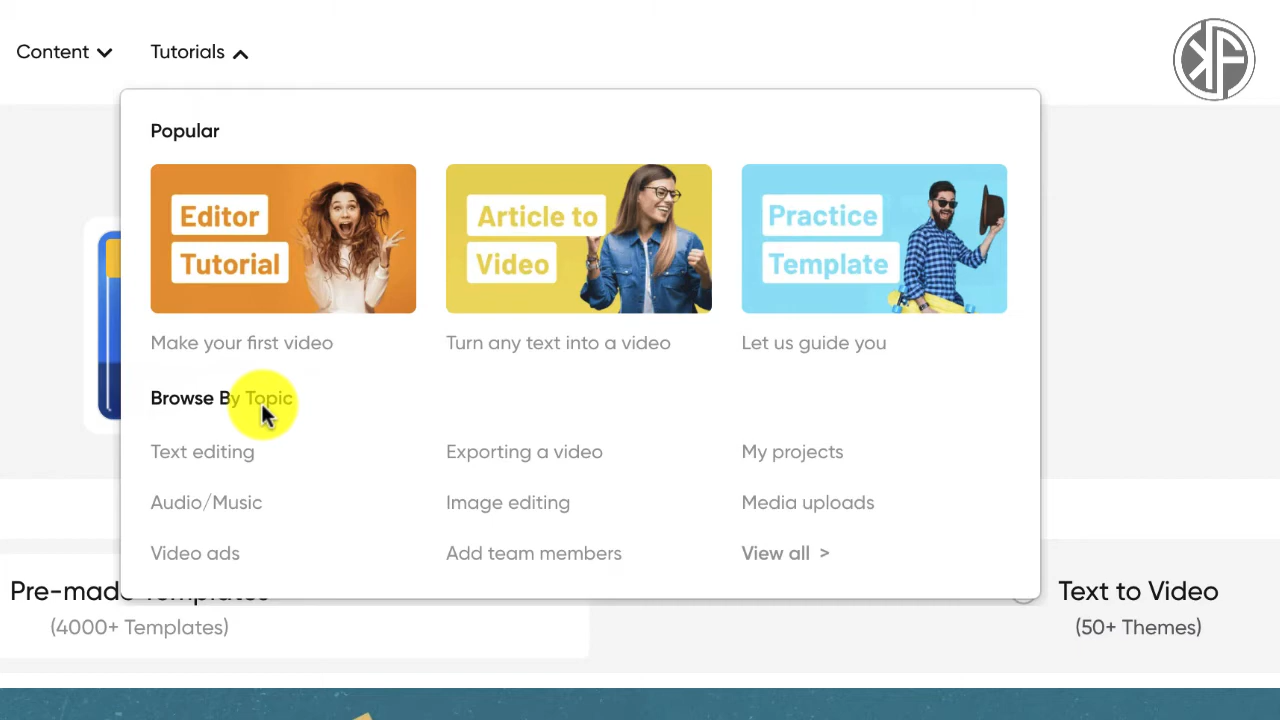 Content
Tutorials
Popular
Editor
Tutorial
Article to
Video
Practice
Template
Make your first video
Turn any text into a video
Let us guide you
Browse By Topic
Text editing
Exporting a video
My projects
Audio/Music
Image editing
Media uploads
Video ads
Add team members
View all >
Pre-made Templates
(4000+ Templates)
Text to Video
(50+ Themes)
KF